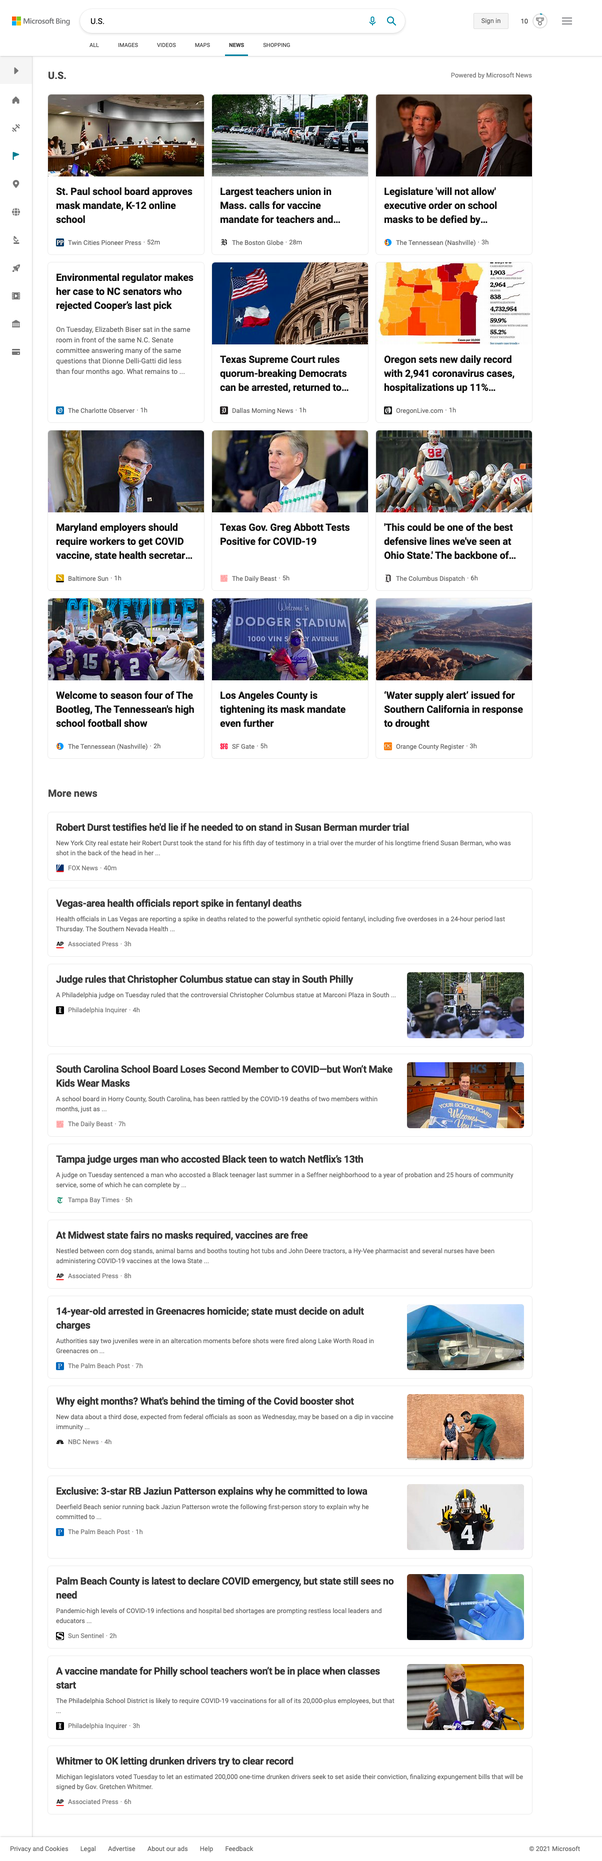 Microsoft Bing
U.S.
Sign in
10
ALL IMAGES VIDEOS MAPS NEWS SHOPPING
U.S.
Powered by Microsoft News
St. Paul school board approves
mask mandate, K-12 online
school
Twin Cities Pioneer Press · 52m
Largest teachers union in
Mass. calls for vaccine
mandate for teachers and...
The Boston Globe · 28m
Legislature 'will not allow'
executive order on school
masks to be defied by...
The Tennessean (Nashville) · 3h
Environmental regulator makes
her case to NC senators who
rejected Cooper's last pick
On Tuesday, Elizabeth Biser sat in the same
room in front of the same N.C. Senate
committee answering many of the same
questions that Dionne Delli-Gatti did less
than four months ago. What remains to ...
The Charlotte Observer · 1h
Texas Supreme Court rules
quorum-breaking Democrats
can be arrested, returned to...
Dallas Morning News · 1h
1,903
2,964
838
4,732,954
59.9%
55.2%
Oregon sets new daily record
with 2,941 coronavirus cases,
hospitalizations up 11%...
OregonLive.com · 1h
Maryland employers should
require workers to get COVID
vaccine, state health secretar...
Baltimore Sun · 1h
Texas Gov. Greg Abbott Tests
Positive for COVID-19
The Daily Beast · 5h
92
'This could be one of the best
defensive lines we've seen at
Ohio State.' The backbone of...
The Columbus Dispatch · 6h
15
2
Welcome to season four of The
Bootleg, The Tennessean's high
school football show
The Tennessean (Nashville) · 2h
Welcome to
DODGER STADIUM
1000 VIN SCULLY AVENUE
Los Angeles County is
tightening its mask mandate
even further
SF Gate · 5h
'Water supply alert' issued for
Southern California in response
to drought
Orange County Register · 3h
More news
Robert Durst testifies he'd lie if he needed to on stand in Susan Berman murder trial
New York City real estate heir Robert Durst took the stand for his fifth day of testimony in a trial over the murder of his longtime friend Susan Berman, who was
shot in the back of the head in her ...
FOX News · 40m
Vegas-area health officials report spike in fentanyl deaths
Health officials in Las Vegas are reporting a spike in deaths related to the powerful synthetic opioid fentanyl, including five overdoses in a 24-hour period last
Thursday. The Southern Nevada Health ...
AP Associated Press · 3h
Judge rules that Christopher Columbus statue can stay in South Philly
A Philadelphia judge on Tuesday ruled that the controversial Christopher Columbus statue at Marconi Plaza in South ...
Philadelphia Inquirer · 4h
South Carolina School Board Loses Second Member to COVID—but Won't Make
Kids Wear Masks
A school board in Horry County, South Carolina, has been rattled by the COVID-19 deaths of two members within
months, just as ...
The Daily Beast · 7h
HCS
YOUR SCHOOL BOARD
Welcomes
You!
Tampa judge urges man who accosted Black teen to watch Netflix's 13th
A judge on Tuesday sentenced a man who accosted a Black teenager last summer in a Seffner neighborhood to a year of probation and 25 hours of community
service, some of which he can complete by ...
Tampa Bay Times · 5h
At Midwest state fairs no masks required, vaccines are free
Nestled between corn dog stands, animal barns and booths touting hot tubs and John Deere tractors, a Hy-Vee pharmacist and several nurses have been
administering COVID-19 vaccines at the Iowa State ...
AP Associated Press · 8h
14-year-old arrested in Greenacres homicide; state must decide on adult
charges
Authorities say two juveniles were in an altercation moments before shots were fired along Lake Worth Road in
Greenacres on ...
The Palm Beach Post · 7h
Why eight months? What's behind the timing of the Covid booster shot
New data about a third dose, expected from federal officials as soon as Wednesday, may be based on a dip in vaccine
immunity ...
NBC News · 4h
Exclusive: 3-star RB Jaziun Patterson explains why he committed to Iowa
Deerfield Beach senior running back Jaziun Patterson wrote the following first-person story to explain why he
committed to ...
The Palm Beach Post · 1h
4
Palm Beach County is latest to declare COVID emergency, but state still sees no
need
Pandemic-high levels of COVID-19 infections and hospital bed shortages are prompting restless local leaders and
educators ...
Sun Sentinel · 2h
A vaccine mandate for Philly school teachers won't be in place when classes
start
The Philadelphia School District is likely to require COVID-19 vaccinations for all of its 20,000-plus employees, but that
...
Philadelphia Inquirer · 3h
Whitmer to OK letting drunken drivers try to clear record
Michigan legislators voted Tuesday to let an estimated 200,000 one-time drunken drivers seek to set aside their conviction, finalizing expungement bills that will be
signed by Gov. Gretchen Whitmer.
AP Associated Press · 6h
Privacy and Cookies Legal Advertise About our ads Help Feedback
© 2021 Microsoft